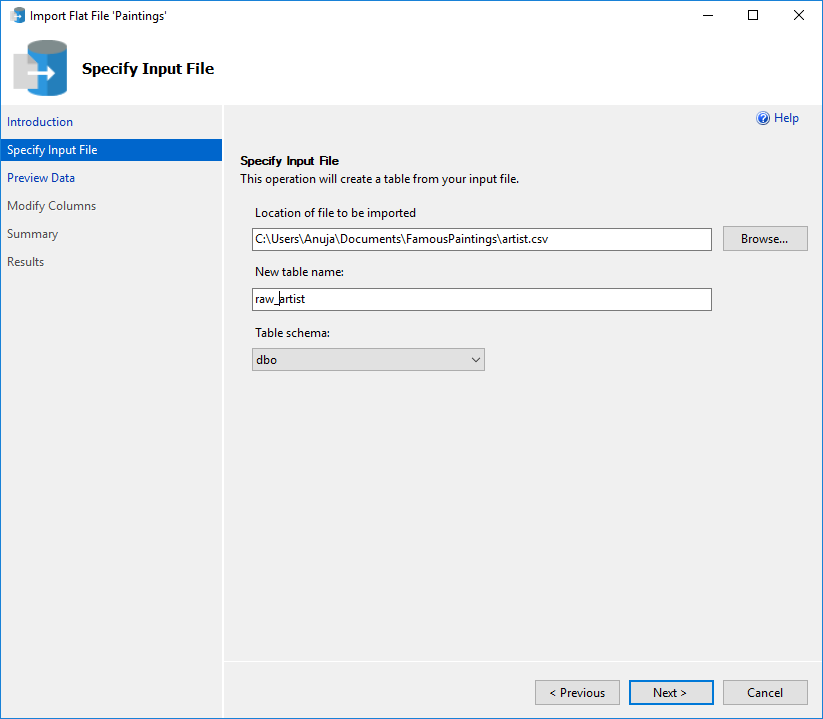 Import Flat File 'Paintings'
Specify Input File
Introduction
Specify Input File
Preview Data
Modify Columns
Summary
Results
Help
Specify Input File
This operation will create a table from your input file.
Location of file to be imported
C:\Users\Anuja\Documents\FamousPaintings\artist.csv
Browse...
New table name:
raw_artist
Table schema:
dbo
< Previous
Next >
Cancel